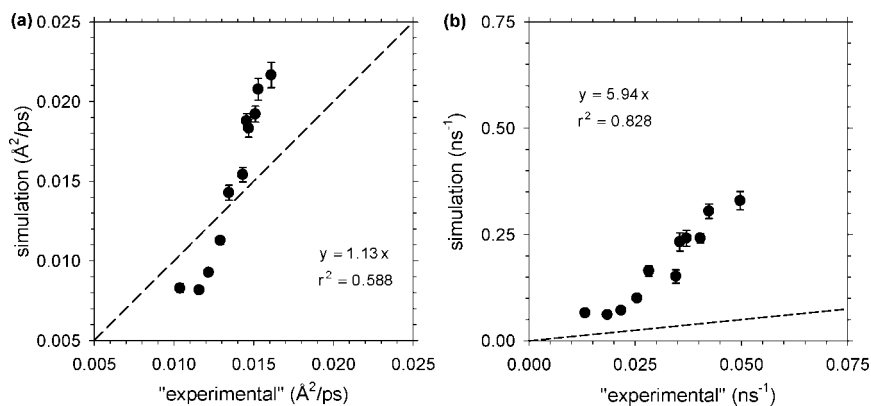 (a)
0.025
0.020
0.015
0.010
0.005
simulation (Å²/ps)
y = 1.13 x
r² = 0.588
0.005 0.010 0.015 0.020 0.025
"experimental" (Å²/ps)
(b)
0.75
0.50
0.25
0.00
simulation (ns⁻¹)
y = 5.94 x
r² = 0.828
0.000 0.025 0.050 0.075
"experimental" (ns⁻¹)